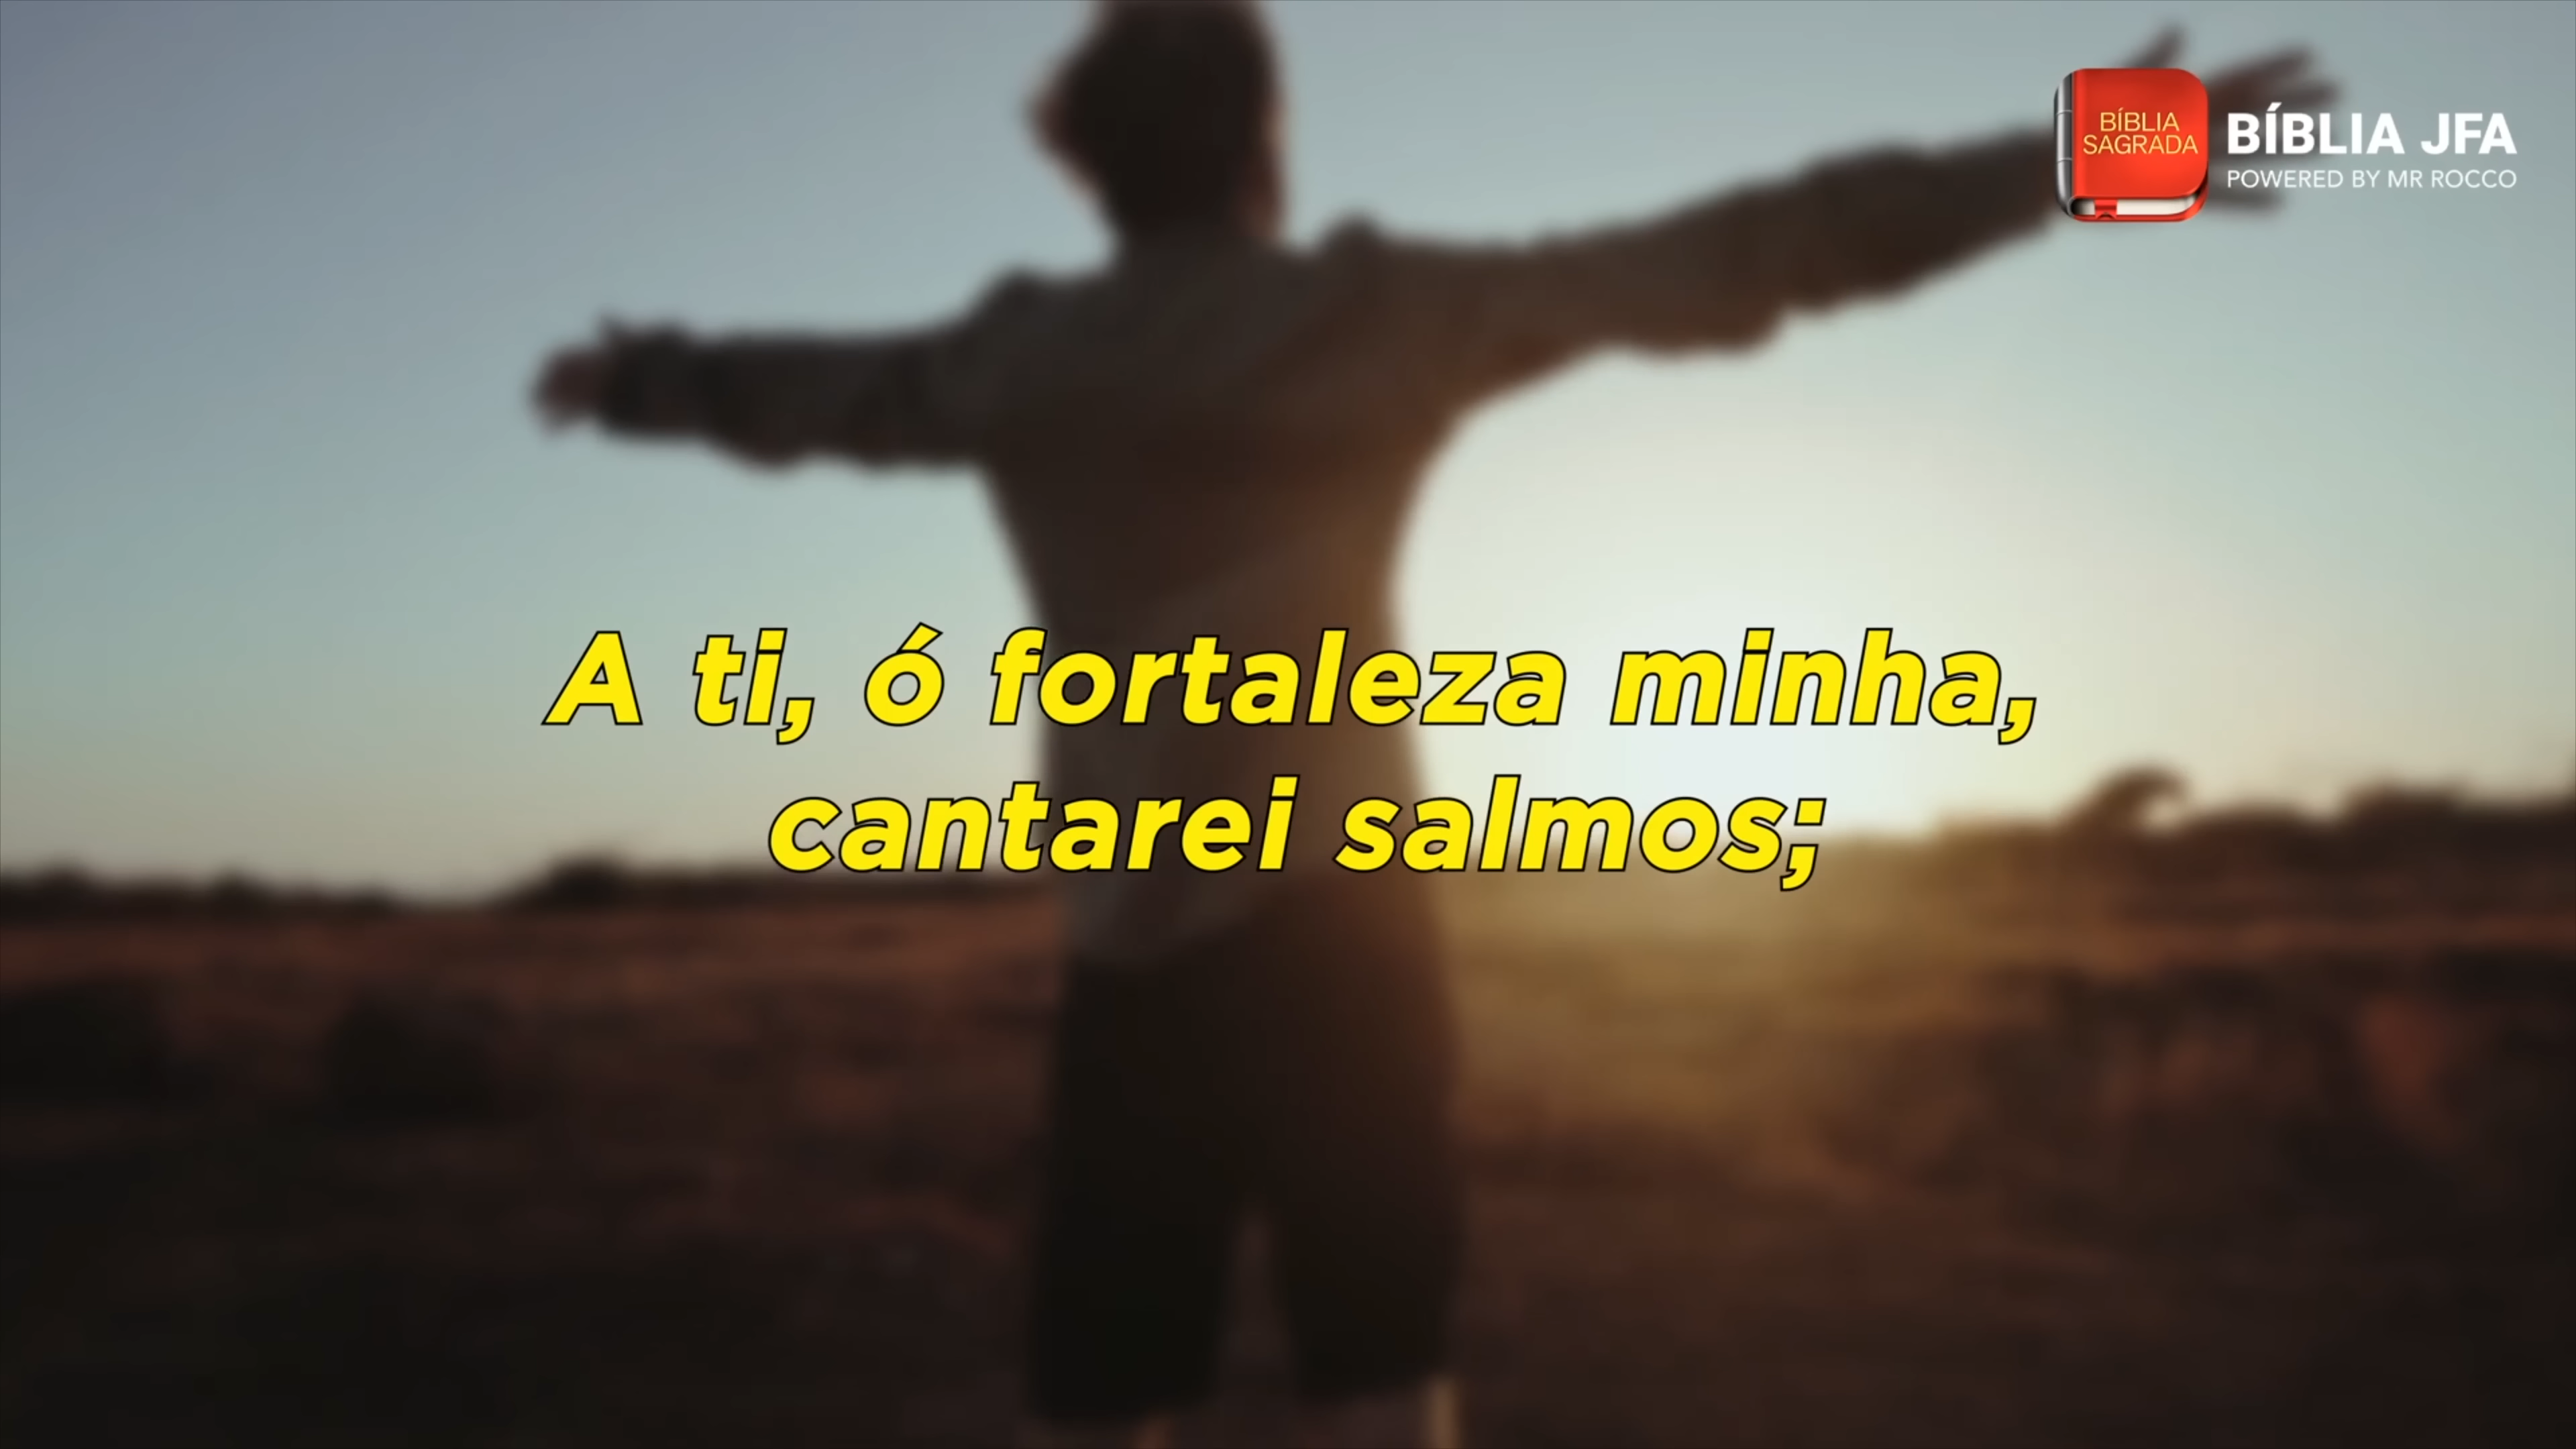 BÍBLIA
SAGRADA
BÍBLIA JFA
POWERED BY MR ROCCO
A ti, ó fortaleza minha,
cantarei salmos;